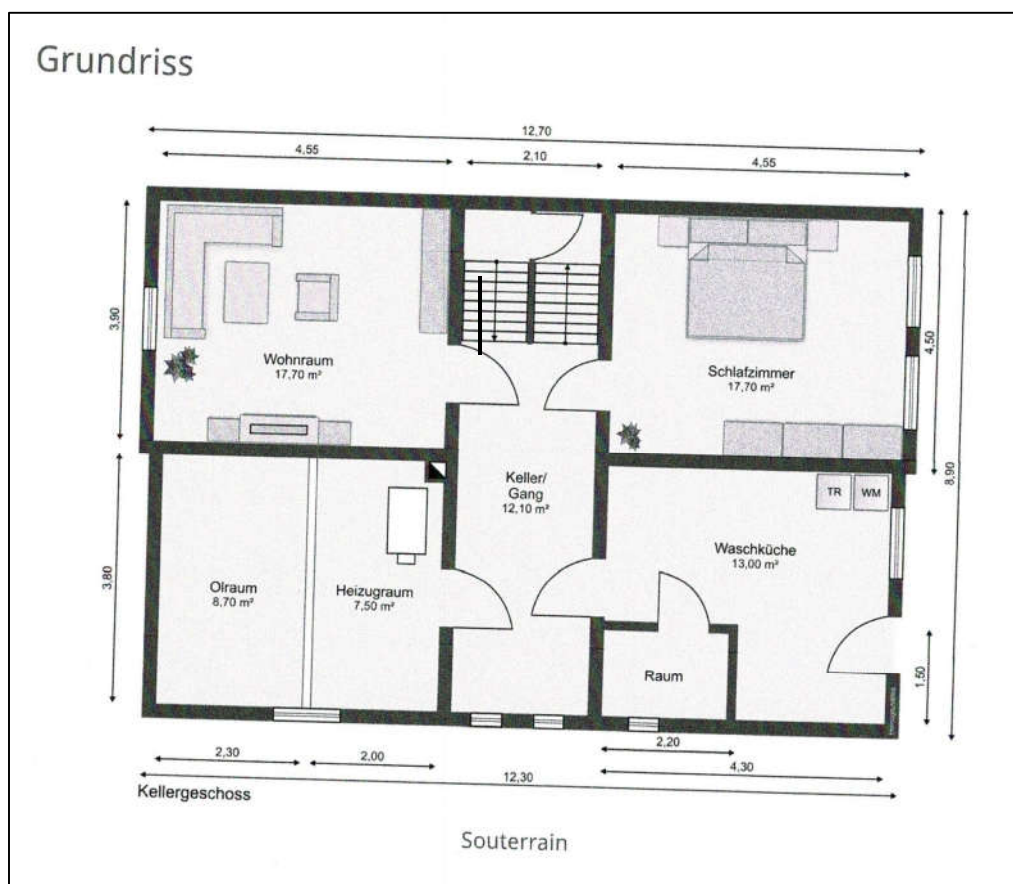 Grundriss
12,70
4,55
2,10
4,55
3,90
Wohnraum
17,70 m²
Schlafzimmer
17,70 m²
4,50
8,90
Keller/
Gang
12,10 m²
TR
WM
Waschküche
13,00 m²
3,80
Olraum
8,70 m²
Heizugraum
7,50 m²
Raum
1,50
2,30
2,00
2,20
4,30
12,30
Kellergeschoss
Souterrain